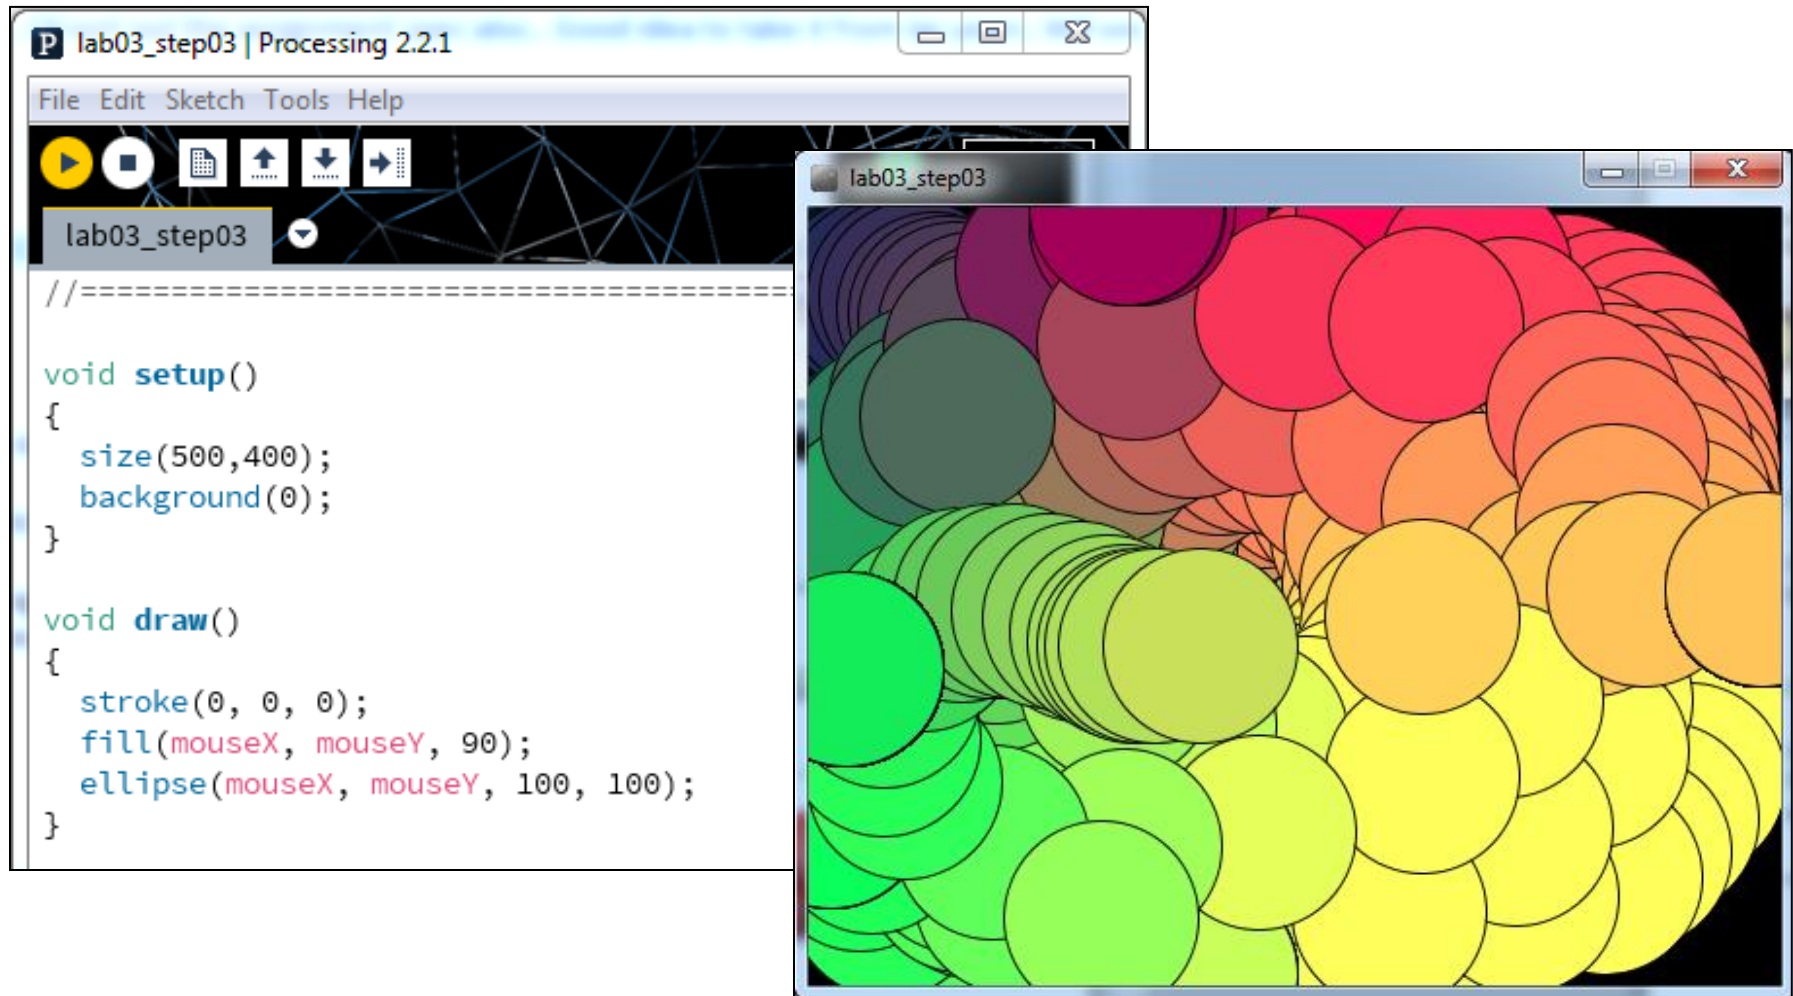 lab03_step03 | Processing 2.2.1
File Edit Sketch Tools Help
lab03_step03
//=======================================
void setup()
{
  size(500,400);
  background(0);
}
void draw()
{
  stroke(0, 0, 0);
  fill(mouseX, mouseY, 90);
  ellipse(mouseX, mouseY, 100, 100);
}
lab03_step03